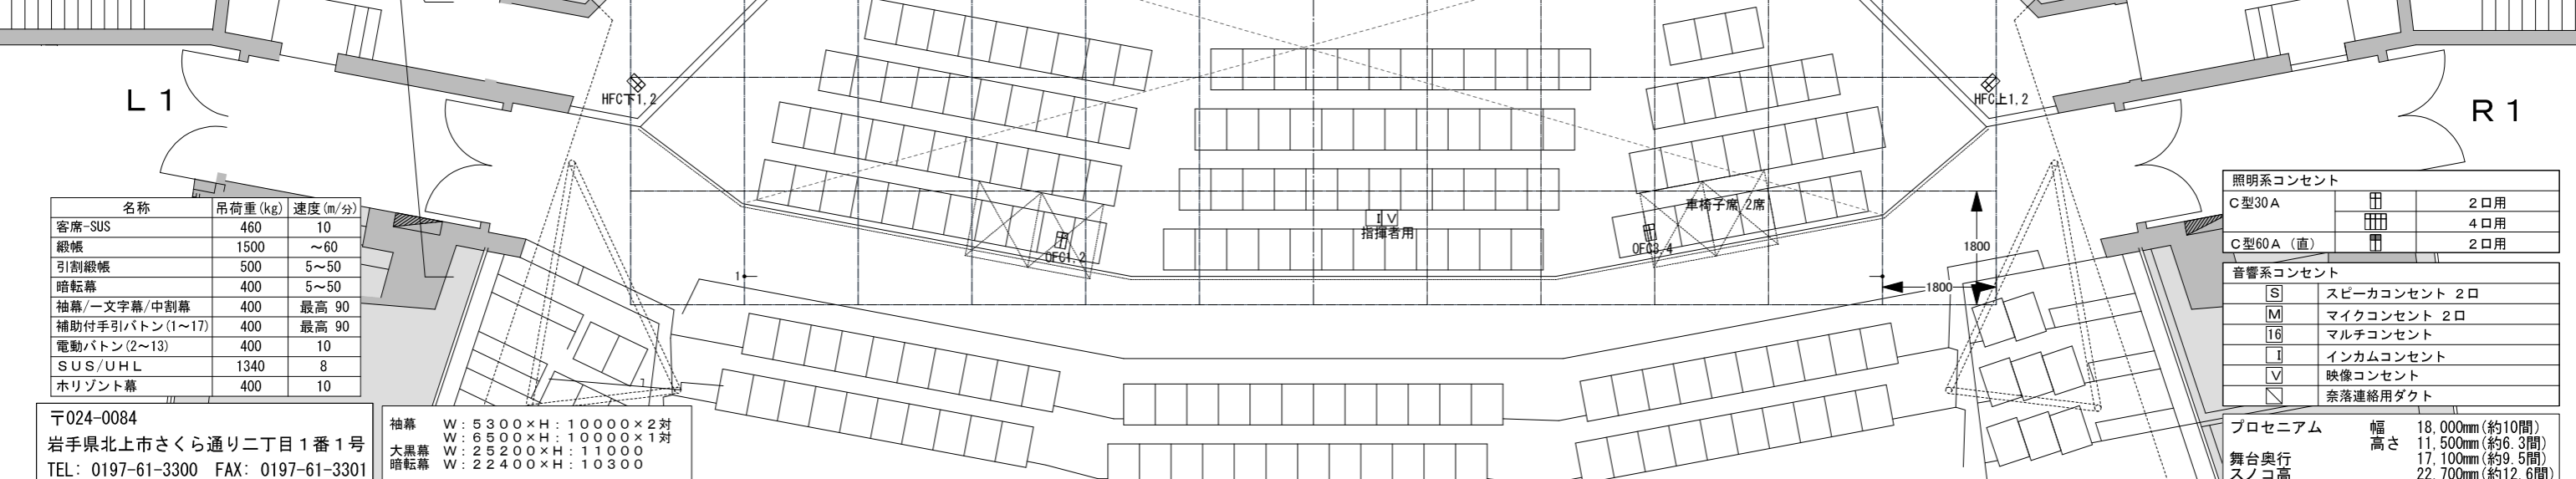 L1
R1
HFC下1,2
HFC上1,2
名称 吊荷重(kg) 速度(m/分)
客席-SUS 460 10
緞帳 1500 ～60
引割緞帳 500 5～50
暗転幕 400 5～50
袖幕/一文字幕/中割幕 400 最高 90
補助付手引バトン(1～17) 400 最高 90
電動バトン(2～13) 400 10
SUS/UHL 1340 8
ホリゾント幕 400 10
〒024-0084
岩手県北上市さくら通り二丁目1番1号
TEL: 0197-61-3300 FAX: 0197-61-3301
袖幕 W:5300×H:10000×2対
W:6500×H:10000×1対
大黒幕 W:25200×H:11000
暗転幕 W:22400×H:10300
OFC1,2
1
I V
指揮者用
車椅子席 2席
OFC3,4
1800
1800
照明系コンセント
C型30A 2口用
4口用
C型60A（直） 2口用
音響系コンセント
S スピーカコンセント 2口
M マイクコンセント 2口
16 マルチコンセント
I インカムコンセント
V 映像コンセント
奈落連絡用ダクト
プロセニアム 幅 18,000mm(約10間)
高さ 11,500mm(約6.3間)
舞台奥行 17,100mm(約9.5間)
スノコ高 22,700mm(約12.6間)